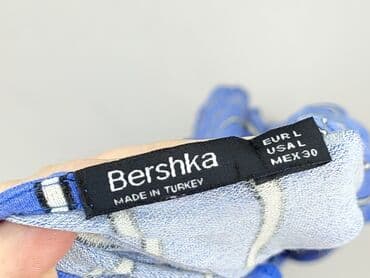 Bershka
MADE IN TURKEY
EUR L
USA L
MEX 30